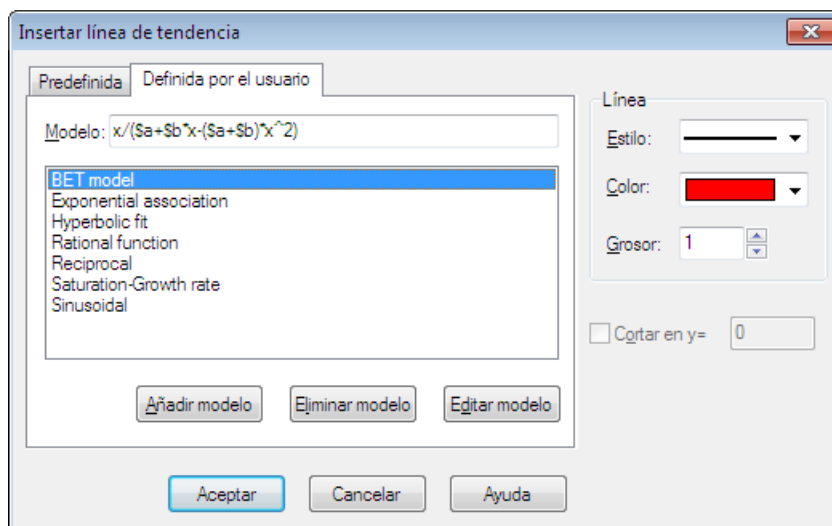 Insertar línea de tendencia
Predefinida
Definida por el usuario
Modelo: x/($a+$b*x-($a+$b)*x^2)
BET model
Exponential association
Hyperbolic fit
Rational function
Reciprocal
Saturation-Growth rate
Sinusoidal
Añadir modelo
Eliminar modelo
Editar modelo
Línea
Estilo:
Color:
Grosor: 1
Cortar en y= 0
Aceptar
Cancelar
Ayuda